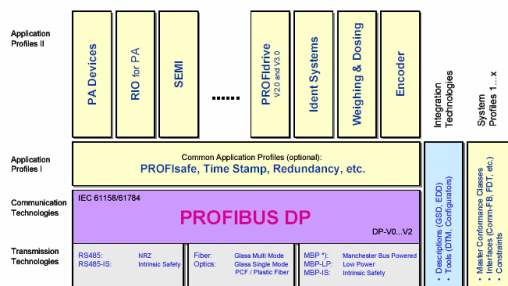 Application
Profiles II
PA Devices
RIO for PA
SEMI
......
PROFIdrive
V2.0 and V3.0
Ident Systems
Weighing & Dosing
Encoder
Integration
Technologies
System
Profiles 1...x
Application
Profiles I
Common Application Profiles (optional):
PROFIsafe, Time Stamp, Redundancy, etc.
Communication
Technologies
IEC 61158/61784
PROFIBUS DP
DP-V0...V2
Transmission
Technologies
RS485: NRZ
RS485-IS: Intrinsic Safety
Fiber: Glass Multi Mode
Optics: Glass Single Mode
PCF / Plastic Fiber
MBP *): Manchester Bus Powered
MBP-LP: Low Power
MBP-IS: Intrinsic Safety
• Descriptions (GSD, EDD)
• Tools (DTM, Configurators)
• Master Conformance Classes
• Interfaces (Comm-FB, FDT, etc.)
• Constraints